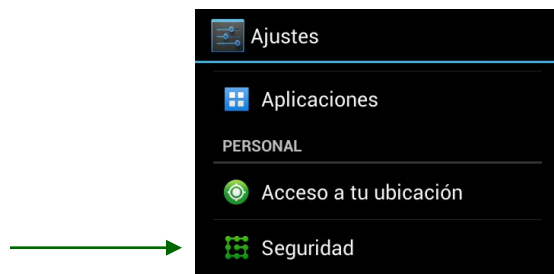 Ajustes
Aplicaciones
PERSONAL
Acceso a tu ubicación
Seguridad